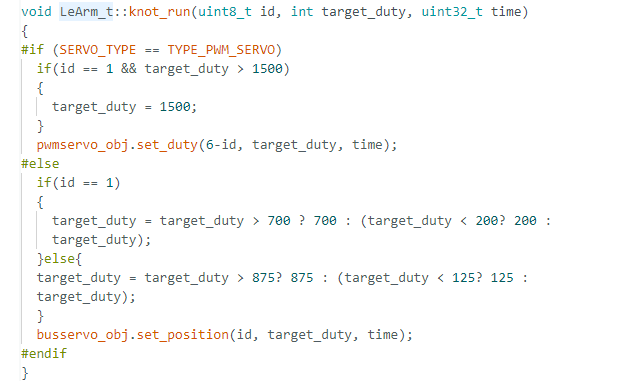 void LeArm_t::knot_run(uint8_t id, int target_duty, uint32_t time)
{
#if (SERVO_TYPE == TYPE_PWM_SERVO)
  if(id == 1 && target_duty > 1500)
  {
    target_duty = 1500;
  }
  pwmservo_obj.set_duty(6-id, target_duty, time);
#else
  if(id == 1)
  {
    target_duty = target_duty > 700 ? 700 : (target_duty < 200? 200 :
    target_duty);
  }else{
  target_duty = target_duty > 875? 875 : (target_duty < 125? 125 :
  target_duty);
  }
  busservo_obj.set_position(id, target_duty, time);
#endif
}